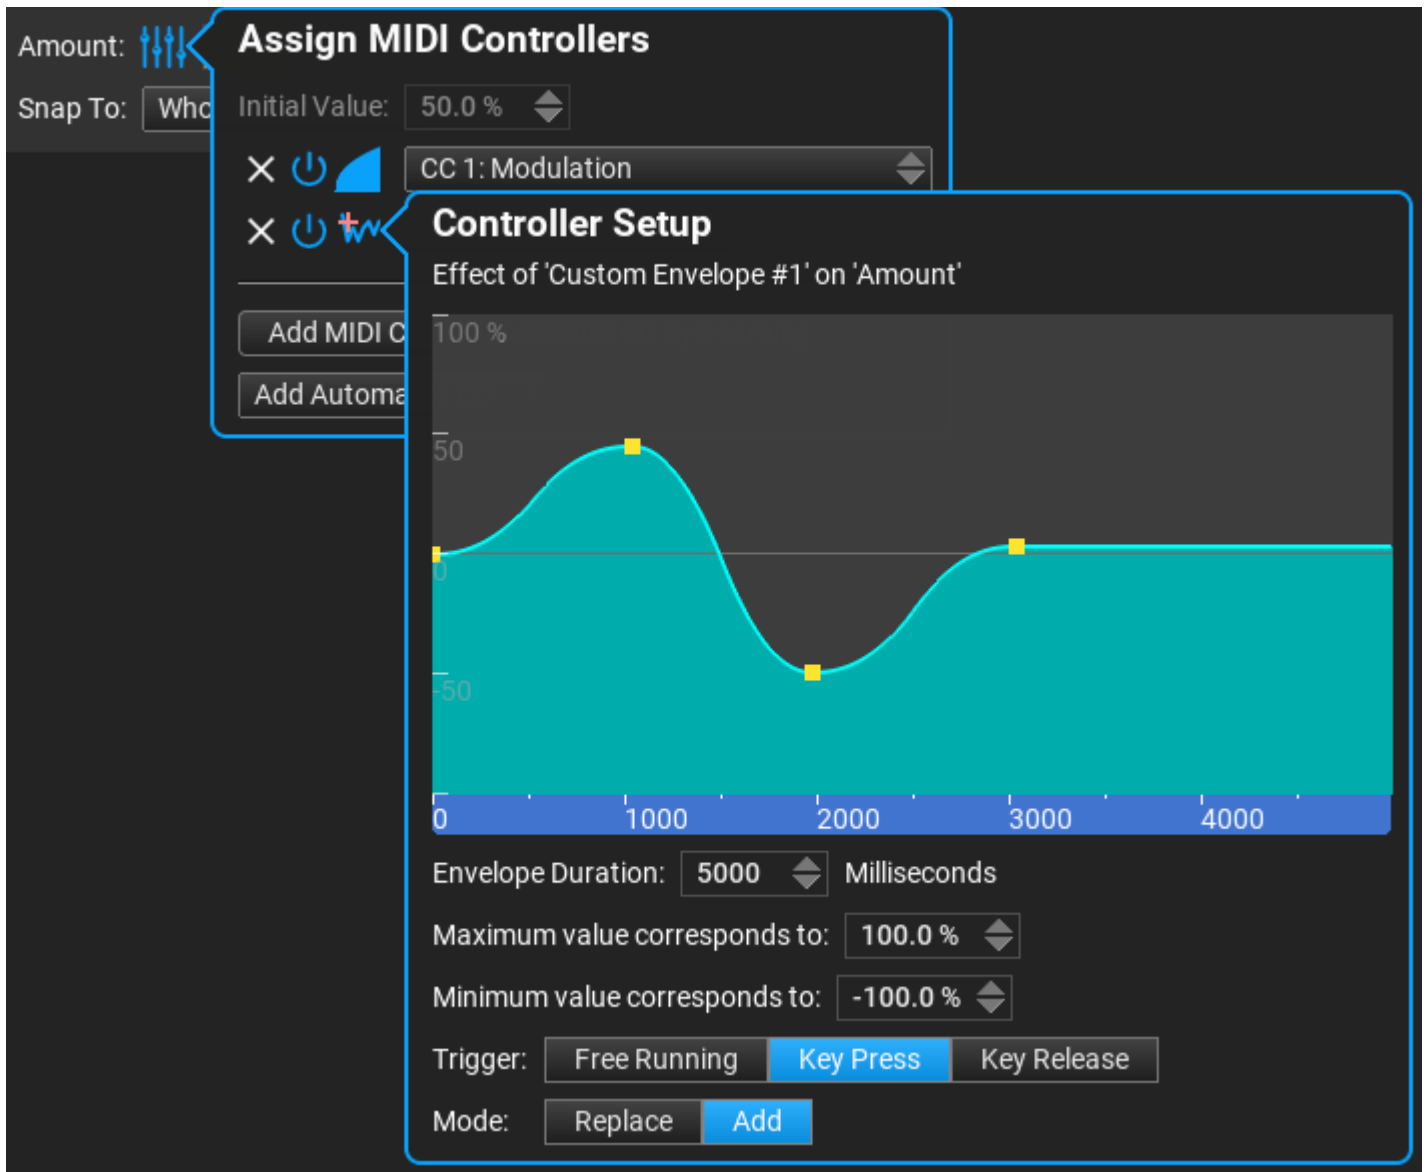 Amount:
Assign MIDI Controllers
Snap To:
Initial Value: 50.0 %
CC 1: Modulation
Controller Setup
Effect of 'Custom Envelope #1' on 'Amount'
Add MIDI
Add
100 %
50
0
-50
0 1000 2000 3000 4000
Envelope Duration: 5000 Milliseconds
Maximum value corresponds to: 100.0 %
Minimum value corresponds to: -100.0 %
Trigger: Free Running Key Press Key Release
Mode: Replace Add